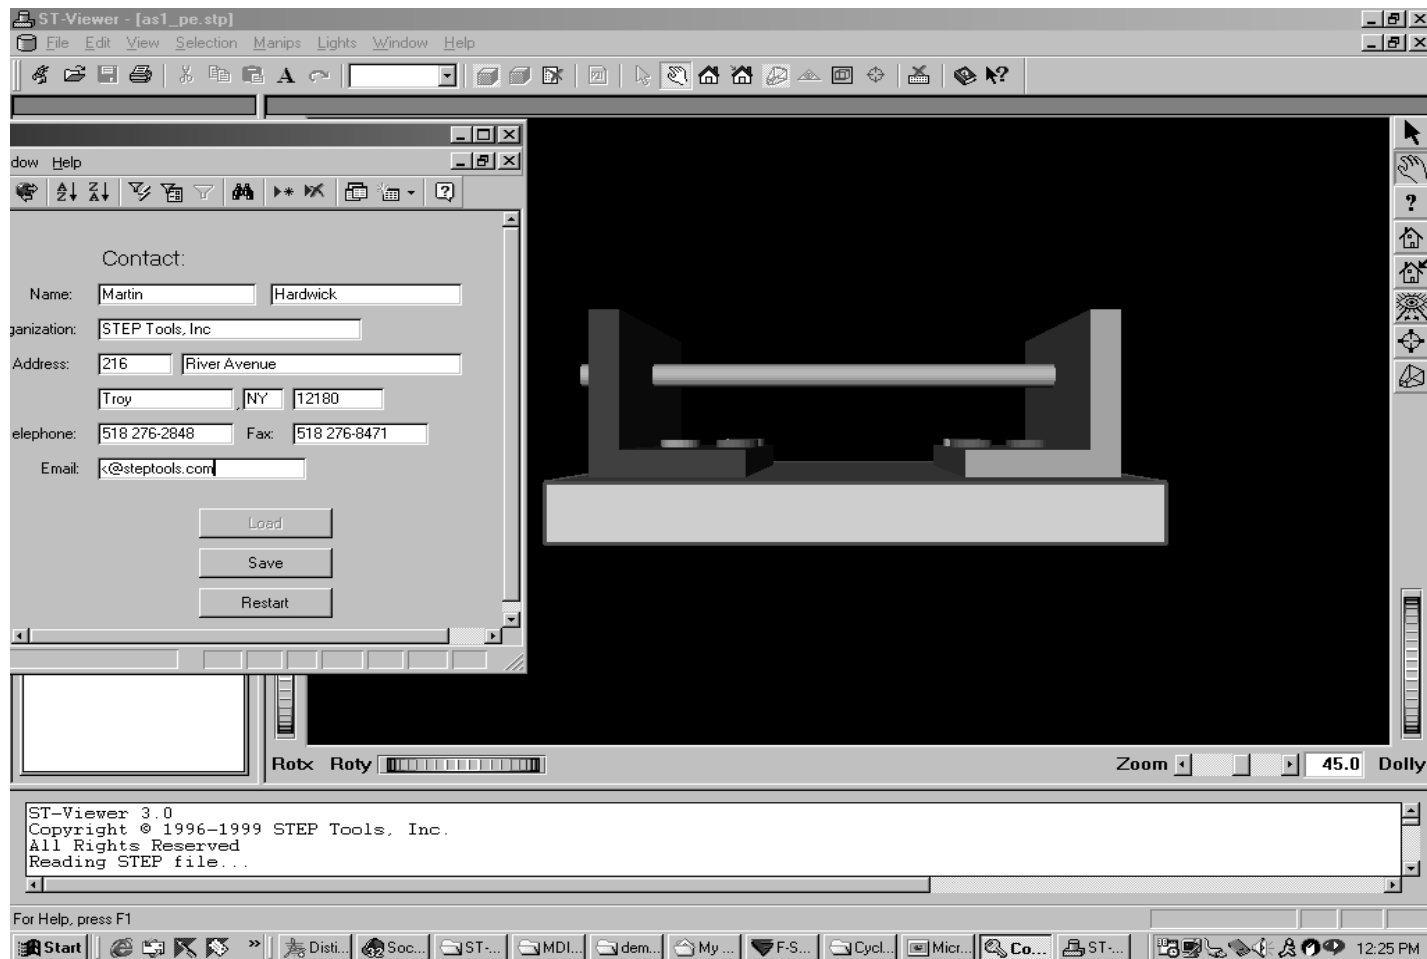 ST-Viewer - [as1_pe.stp]
File Edit View Selection Manips Lights Window Help
dow Help
Contact:
Name: Martin Hardwick
ganization: STEP Tools, Inc
Address: 216 River Avenue
Troy , NY 12180
elephone: 518 276-2848 Fax: 518 276-8471
Email: <@steptools.com
Load
Save
Restart
Rotx Roty Zoom 45.0 Dolly
ST-Viewer 3.0
Copyright © 1996-1999 STEP Tools, Inc.
All Rights Reserved
Reading STEP file...
For Help, press F1
Start » Disti... Soc... ST-... MDI... dem... My ... F-S... Cycl... Micr... Co... ST-... 12:25 PM